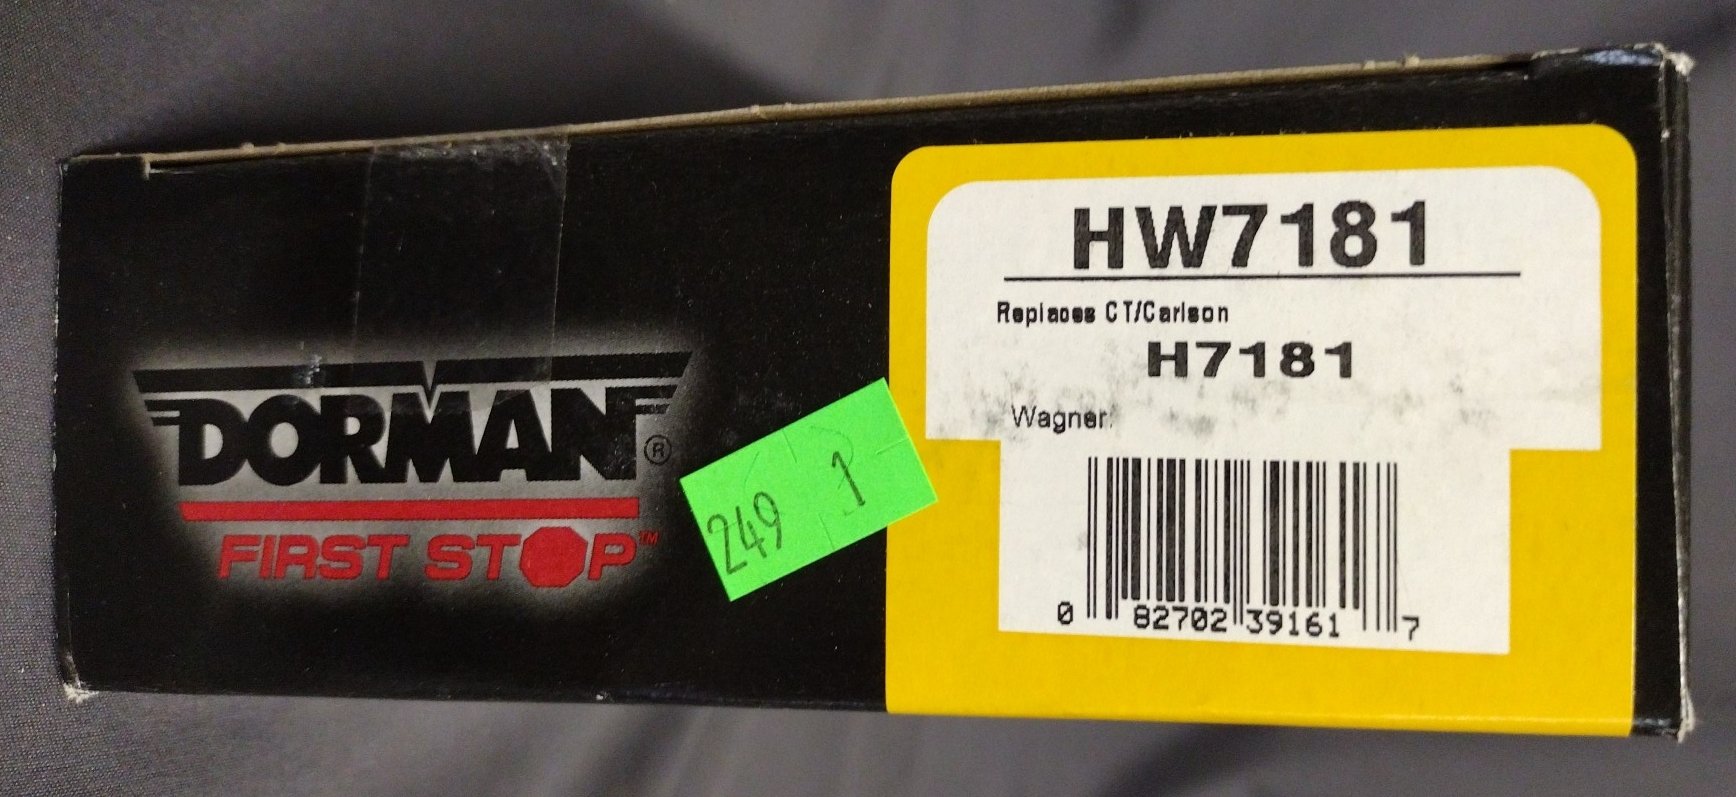 DORMAN®
FIRST STOP™
249 1
HW7181
Replaces CT/Carlson
H7181
Wagner:
0 82702 39161 7